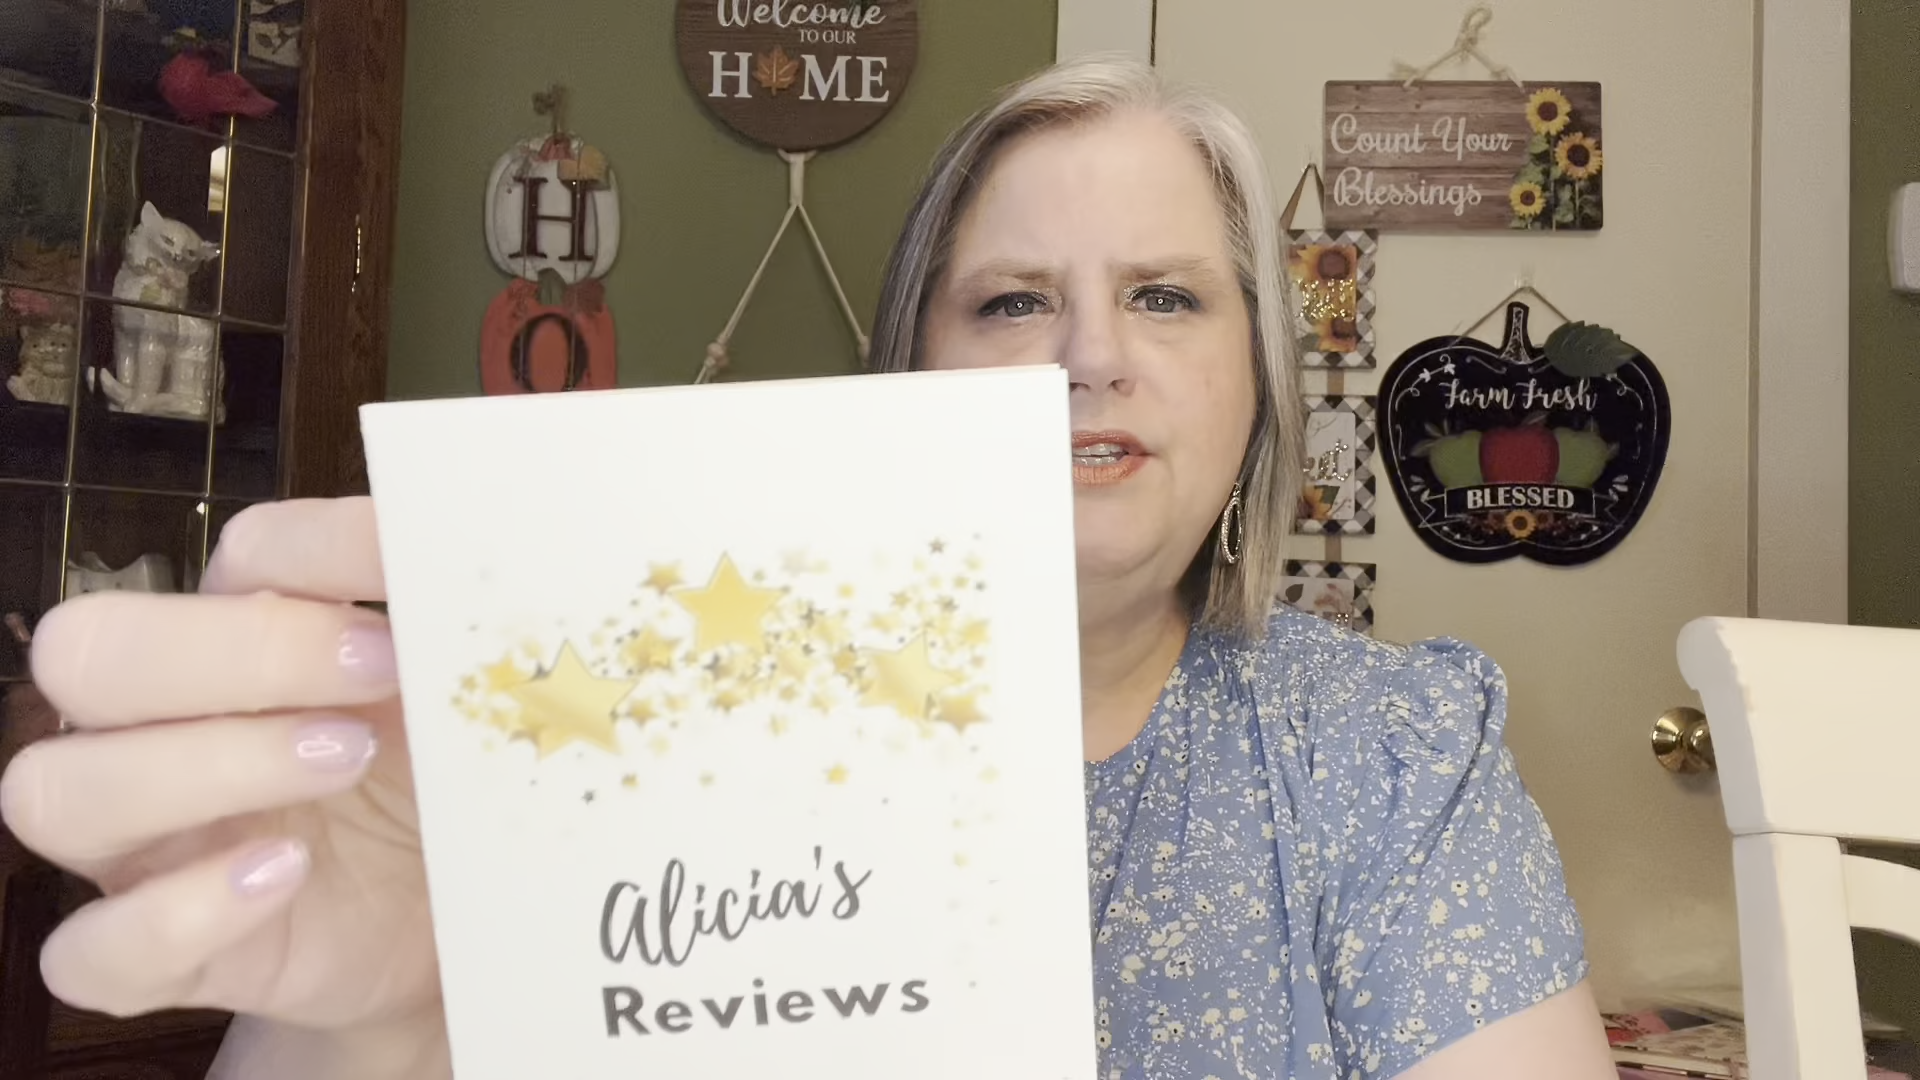 Welcome
TO OUR
HOME
H
O
Count Your
Blessings
Farm Fresh
BLESSED
Alicia's
Reviews